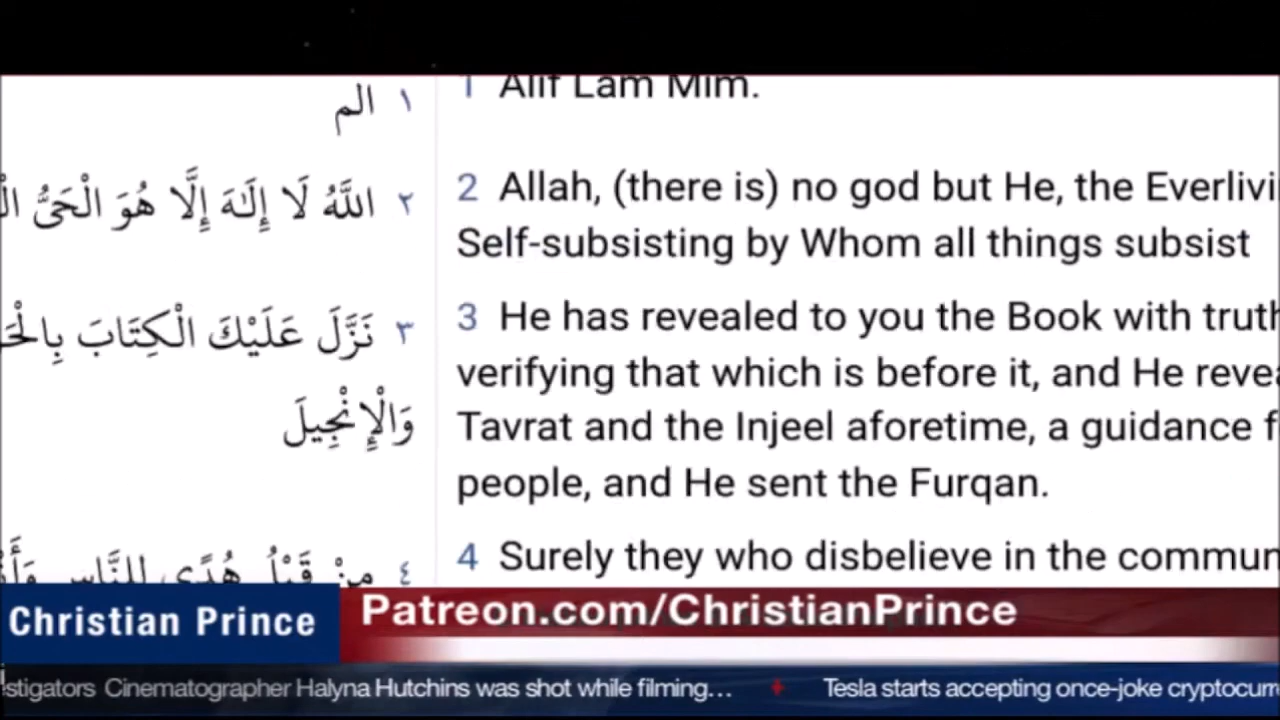 ١ الم
1 Alif Lam Mim.
٢ اللَّهُ لَا إِلَٰهَ إِلَّا هُوَ الْحَيُّ
2 Allah, (there is) no god but He, the Everlivi
Self-subsisting by Whom all things subsist
٣ نَزَّلَ عَلَيْكَ الْكِتَابَ
وَالْإِنْجِيلَ
3 He has revealed to you the Book with truth
verifying that which is before it, and He revea
Tavrat and the Injeel aforetime, a guidance f
people, and He sent the Furqan.
٤ مِنْ قَبْلُ هُدًى لِلنَّاسِ
4 Surely they who disbelieve in the commun
Christian Prince
Patreon.com/ChristianPrince
stigators Cinematographer Halyna Hutchins was shot while filming... Tesla starts accepting once-joke cryptocurr